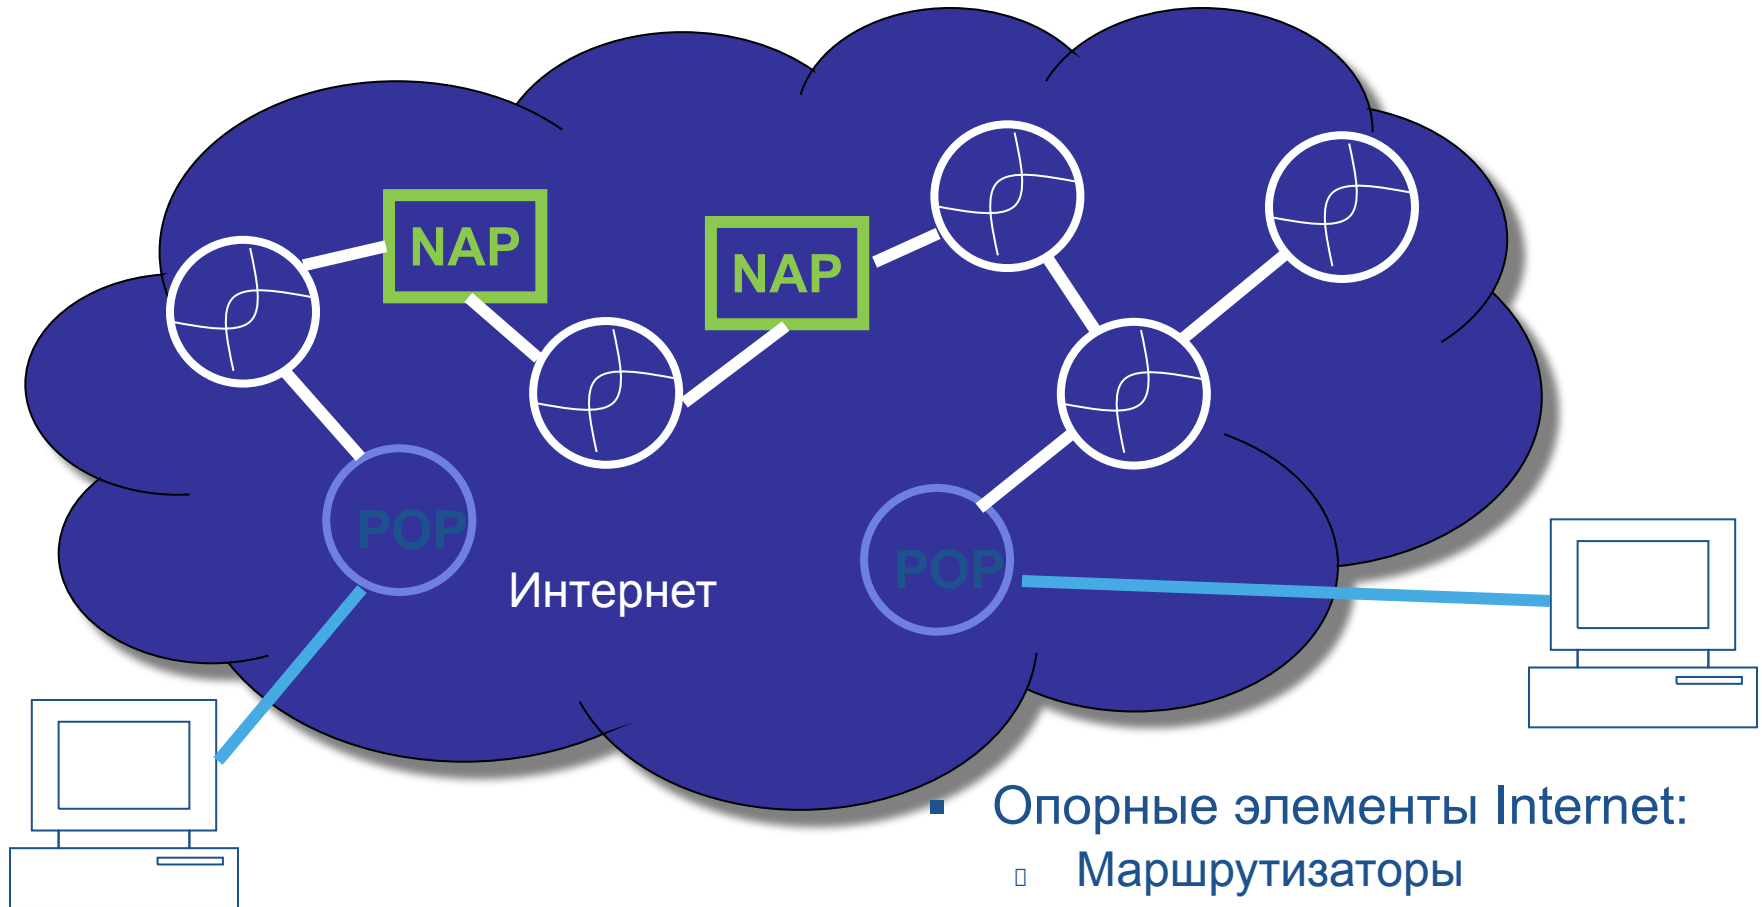 NAP
NAP
POP
POP
Интернет
Опорные элементы Internet:
Маршрутизаторы